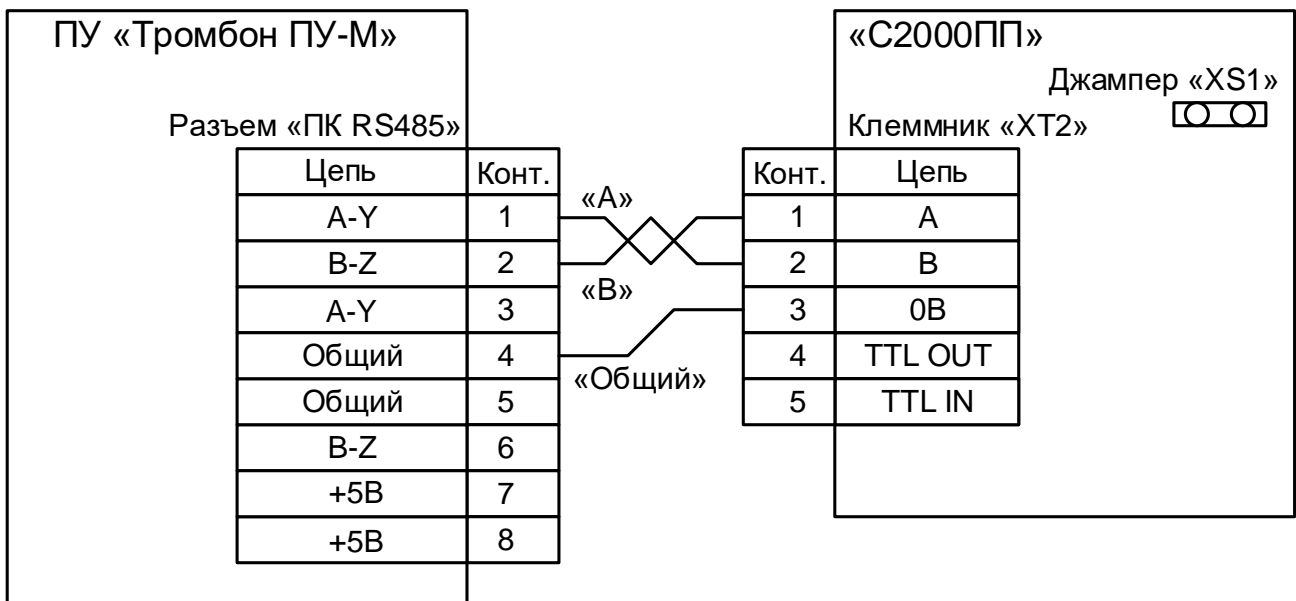 ПУ «Тромбон ПУ-М»
Разъем «ПК RS485»
Цепь Конт.
A-Y 1
B-Z 2
A-Y 3
Общий 4
Общий 5
B-Z 6
+5В 7
+5В 8
«А»
«В»
«Общий»
«С2000ПП»
Джампер «XS1»
Клеммник «XT2»
Конт. Цепь
1 A
2 B
3 0В
4 TTL OUT
5 TTL IN